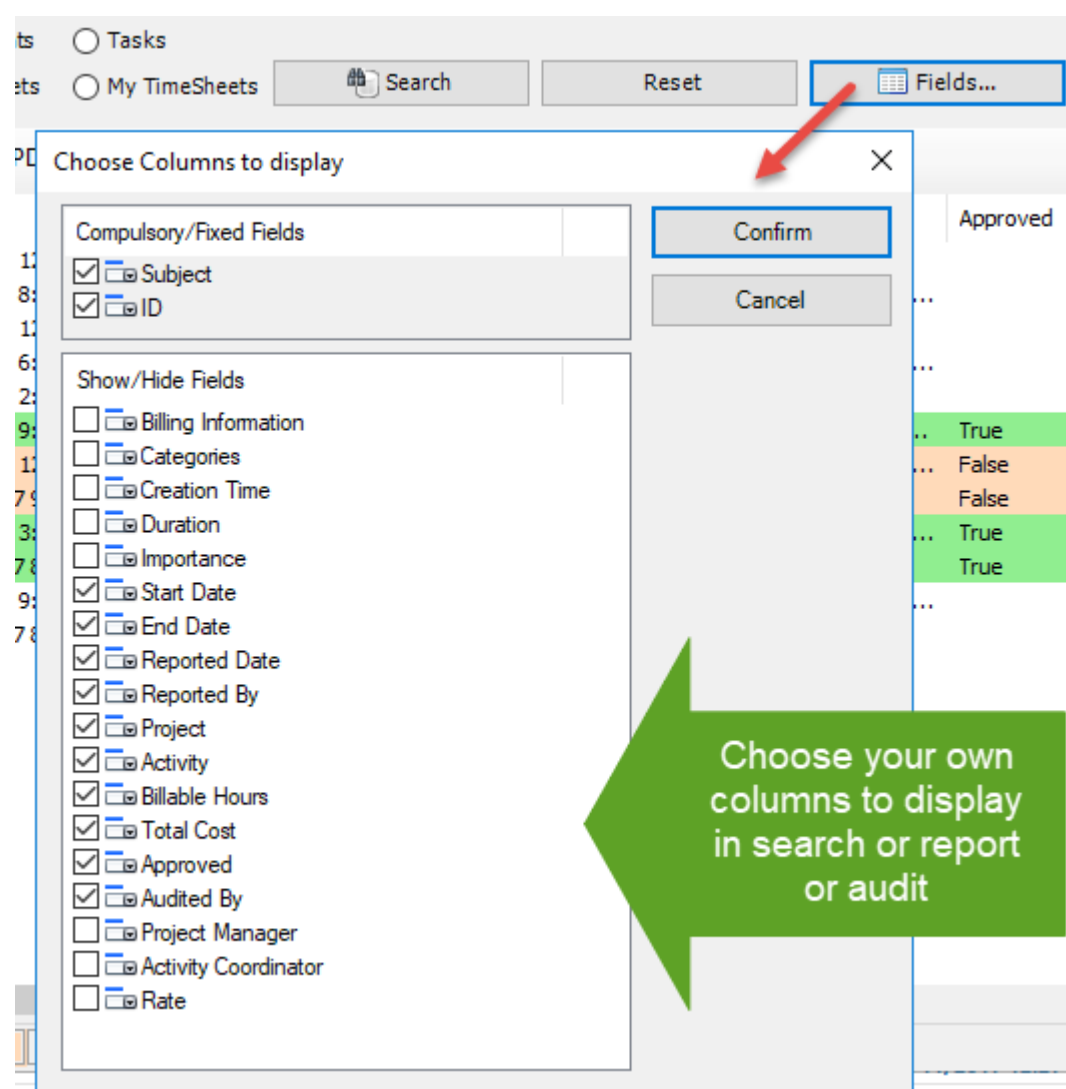 Tasks
My TimeSheets
Search
Reset
Fields...
Choose Columns to display
Compulsory/Fixed Fields
Subject
ID
Confirm
Cancel
Approved
Show/Hide Fields
Billing Information
Categories
Creation Time
Duration
Importance
Start Date
End Date
Reported Date
Reported By
Project
Activity
Billable Hours
Total Cost
Approved
Audited By
Project Manager
Activity Coordinator
Rate
True
False
False
True
True
Choose your own
columns to display
in search or report
or audit